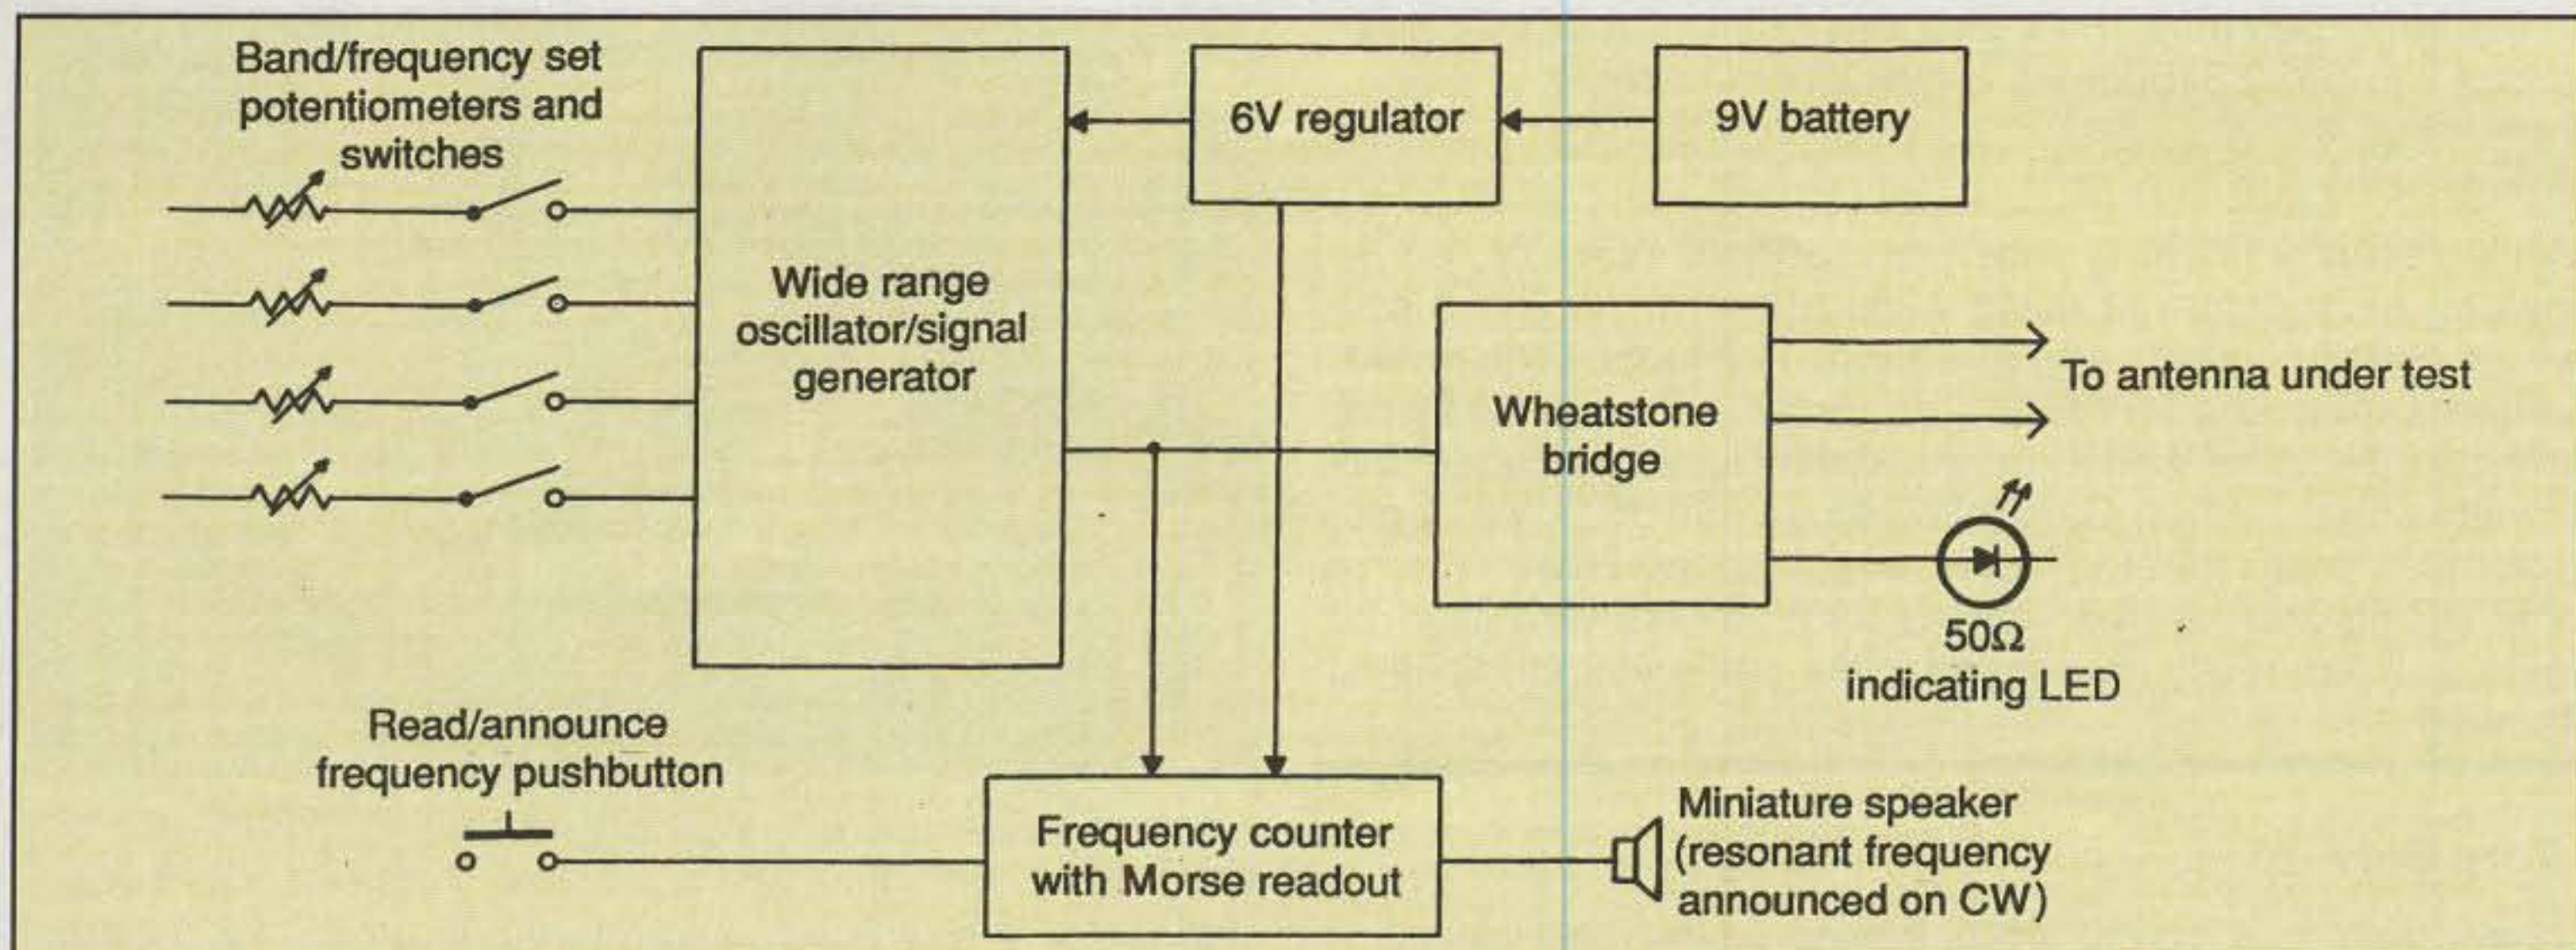 Band/frequency set
potentiometers and
switches
6V regulator
9V battery
Wide range
oscillator/signal
generator
Wheatstone
bridge
To antenna under test
50Ω
indicating LED
Read/announce
frequency pushbutton
Frequency counter
with Morse readout
Miniature speaker
(resonant frequency
announced on CW)